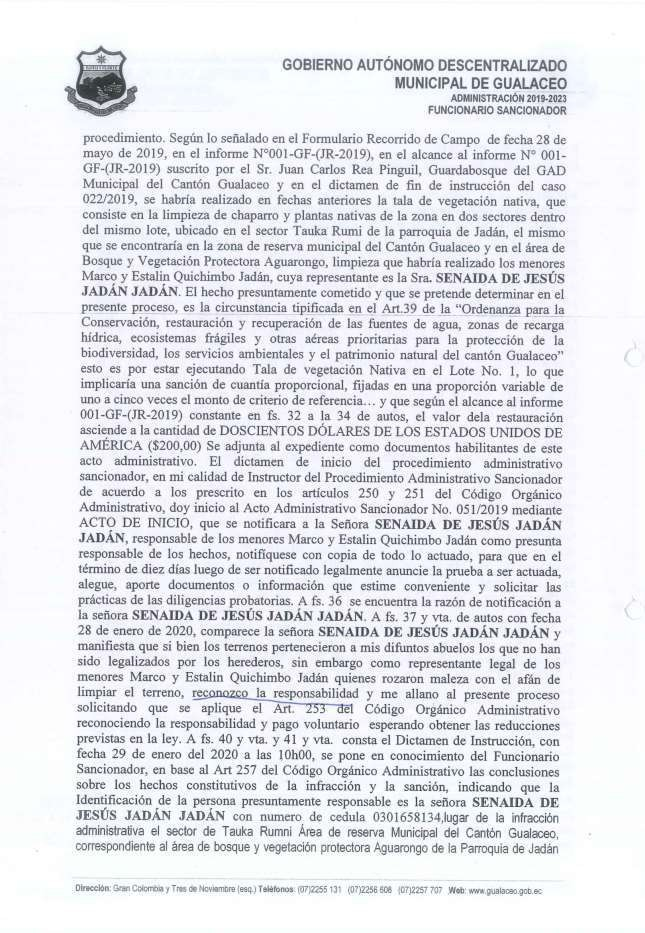 GOBIERNO AUTÓNOMO DESCENTRALIZADO
MUNICIPAL DE GUALACEO
ADMINISTRACIÓN 2019-2023
FUNCIONARIO SANCIONADOR
procedimiento. Según lo señalado en el Formulario Recorrido de Campo de fecha 28 de
mayo de 2019, en el informe N°001-GF-(JR-2019), en el alcance al informe N° 001-
GF-(JR-2019) suscrito por el Sr. Juan Carlos Rea Pinguil, Guardabosque del GAD
Municipal del Cantón Gualaceo y en el dictamen de fin de instrucción del caso
022/2019, se habría realizado en fechas anteriores la tala de vegetación nativa, que
consiste en la limpieza de chaparro y plantas nativas de la zona en dos sectores dentro
del mismo lote, ubicado en el sector Tauka Rumi de la parroquia de Jadán, el mismo
que se encontraría en la zona de reserva municipal del Cantón Gualaceo y en el área de
Bosque y Vegetación Protectora Aguarongo, limpieza que habría realizado los menores
Marco y Estalin Quichimbo Jadán, cuya representante es la Sra. SENAIDA DE JESÚS
JADÁN JADÁN. El hecho presuntamente cometido y que se pretende determinar en el
presente proceso, es la circunstancia tipificada en el Art.39 de la “Ordenanza para la
Conservación, restauración y recuperación de las fuentes de agua, zonas de recarga
hídrica, ecosistemas frágiles y otras aéreas prioritarias para la protección de la
biodiversidad, los servicios ambientales y el patrimonio natural del cantón Gualaceo”
esto es por estar ejecutando Tala de vegetación Nativa en el Lote No. 1, lo que
implicaría una sanción de cuantía proporcional, fijadas en una proporción variable de
uno a cinco veces el monto de criterio de referencia… y que según el alcance al informe
001-GF-(JR-2019) constante en fs. 32 a la 34 de autos, el valor dela restauración
asciende a la cantidad de DOSCIENTOS DÓLARES DE LOS ESTADOS UNIDOS DE
AMÉRICA ($200,00) Se adjunta al expediente como documentos habilitantes de este
acto administrativo. El dictamen de inicio del procedimiento administrativo
sancionador, en mi calidad de Instructor del Procedimiento Administrativo Sancionador
de acuerdo a los prescrito en los artículos 250 y 251 del Código Orgánico
Administrativo, doy inicio al Acto Administrativo Sancionador No. 051/2019 mediante
ACTO DE INICIO, que se notificara a la Señora SENAIDA DE JESÚS JADÁN
JADÁN, responsable de los menores Marco y Estalin Quichimbo Jadán como presunta
responsable de los hechos, notifíquese con copia de todo lo actuado, para que en el
término de diez días luego de ser notificado legalmente anuncie la prueba a ser actuada,
alegue, aporte documentos o información que estime conveniente y solicitar las
prácticas de las diligencias probatorias. A fs. 36 se encuentra la razón de notificación a
la señora SENAIDA DE JESÚS JADÁN JADÁN. A fs. 37 y vta. de autos con fecha
28 de enero de 2020, comparece la señora SENAIDA DE JESÚS JADÁN JADÁN y
manifiesta que si bien los terrenos pertenecieron a mis difuntos abuelos los que no han
sido legalizados por los herederos, sin embargo como representante legal de los
menores Marco y Estalin Quichimbo Jadán quienes rozaron maleza con el afán de
limpiar el terreno, reconozco la responsabilidad y me allano al presente proceso
solicitando que se aplique el Art. 253 del Código Orgánico Administrativo
reconociendo la responsabilidad y pago voluntario esperando obtener las reducciones
previstas en la ley. A fs. 40 y vta. y 41 y vta. consta el Dictamen de Instrucción, con
fecha 29 de enero del 2020 a las 10h00, se pone en conocimiento del Funcionario
Sancionador, en base al Art 257 del Código Orgánico Administrativo las conclusiones
sobre los hechos constitutivos de la infracción y la sanción, indicando que la
Identificación de la persona presuntamente responsable es la señora SENAIDA DE
JESÚS JADÁN JADÁN con numero de cedula 0301658134,lugar de la infracción
administrativa el sector de Tauka Rumni Área de reserva Municipal del Cantón Gualaceo,
correspondiente al área de bosque y vegetación protectora Aguarongo de la Parroquia de Jadán
Dirección: Gran Colombia y Tres de Noviembre (esq.) Teléfonos: (07)2255 131 (07)2256 608 (07)2257 707 Web: www.gualaceo.gob.ec